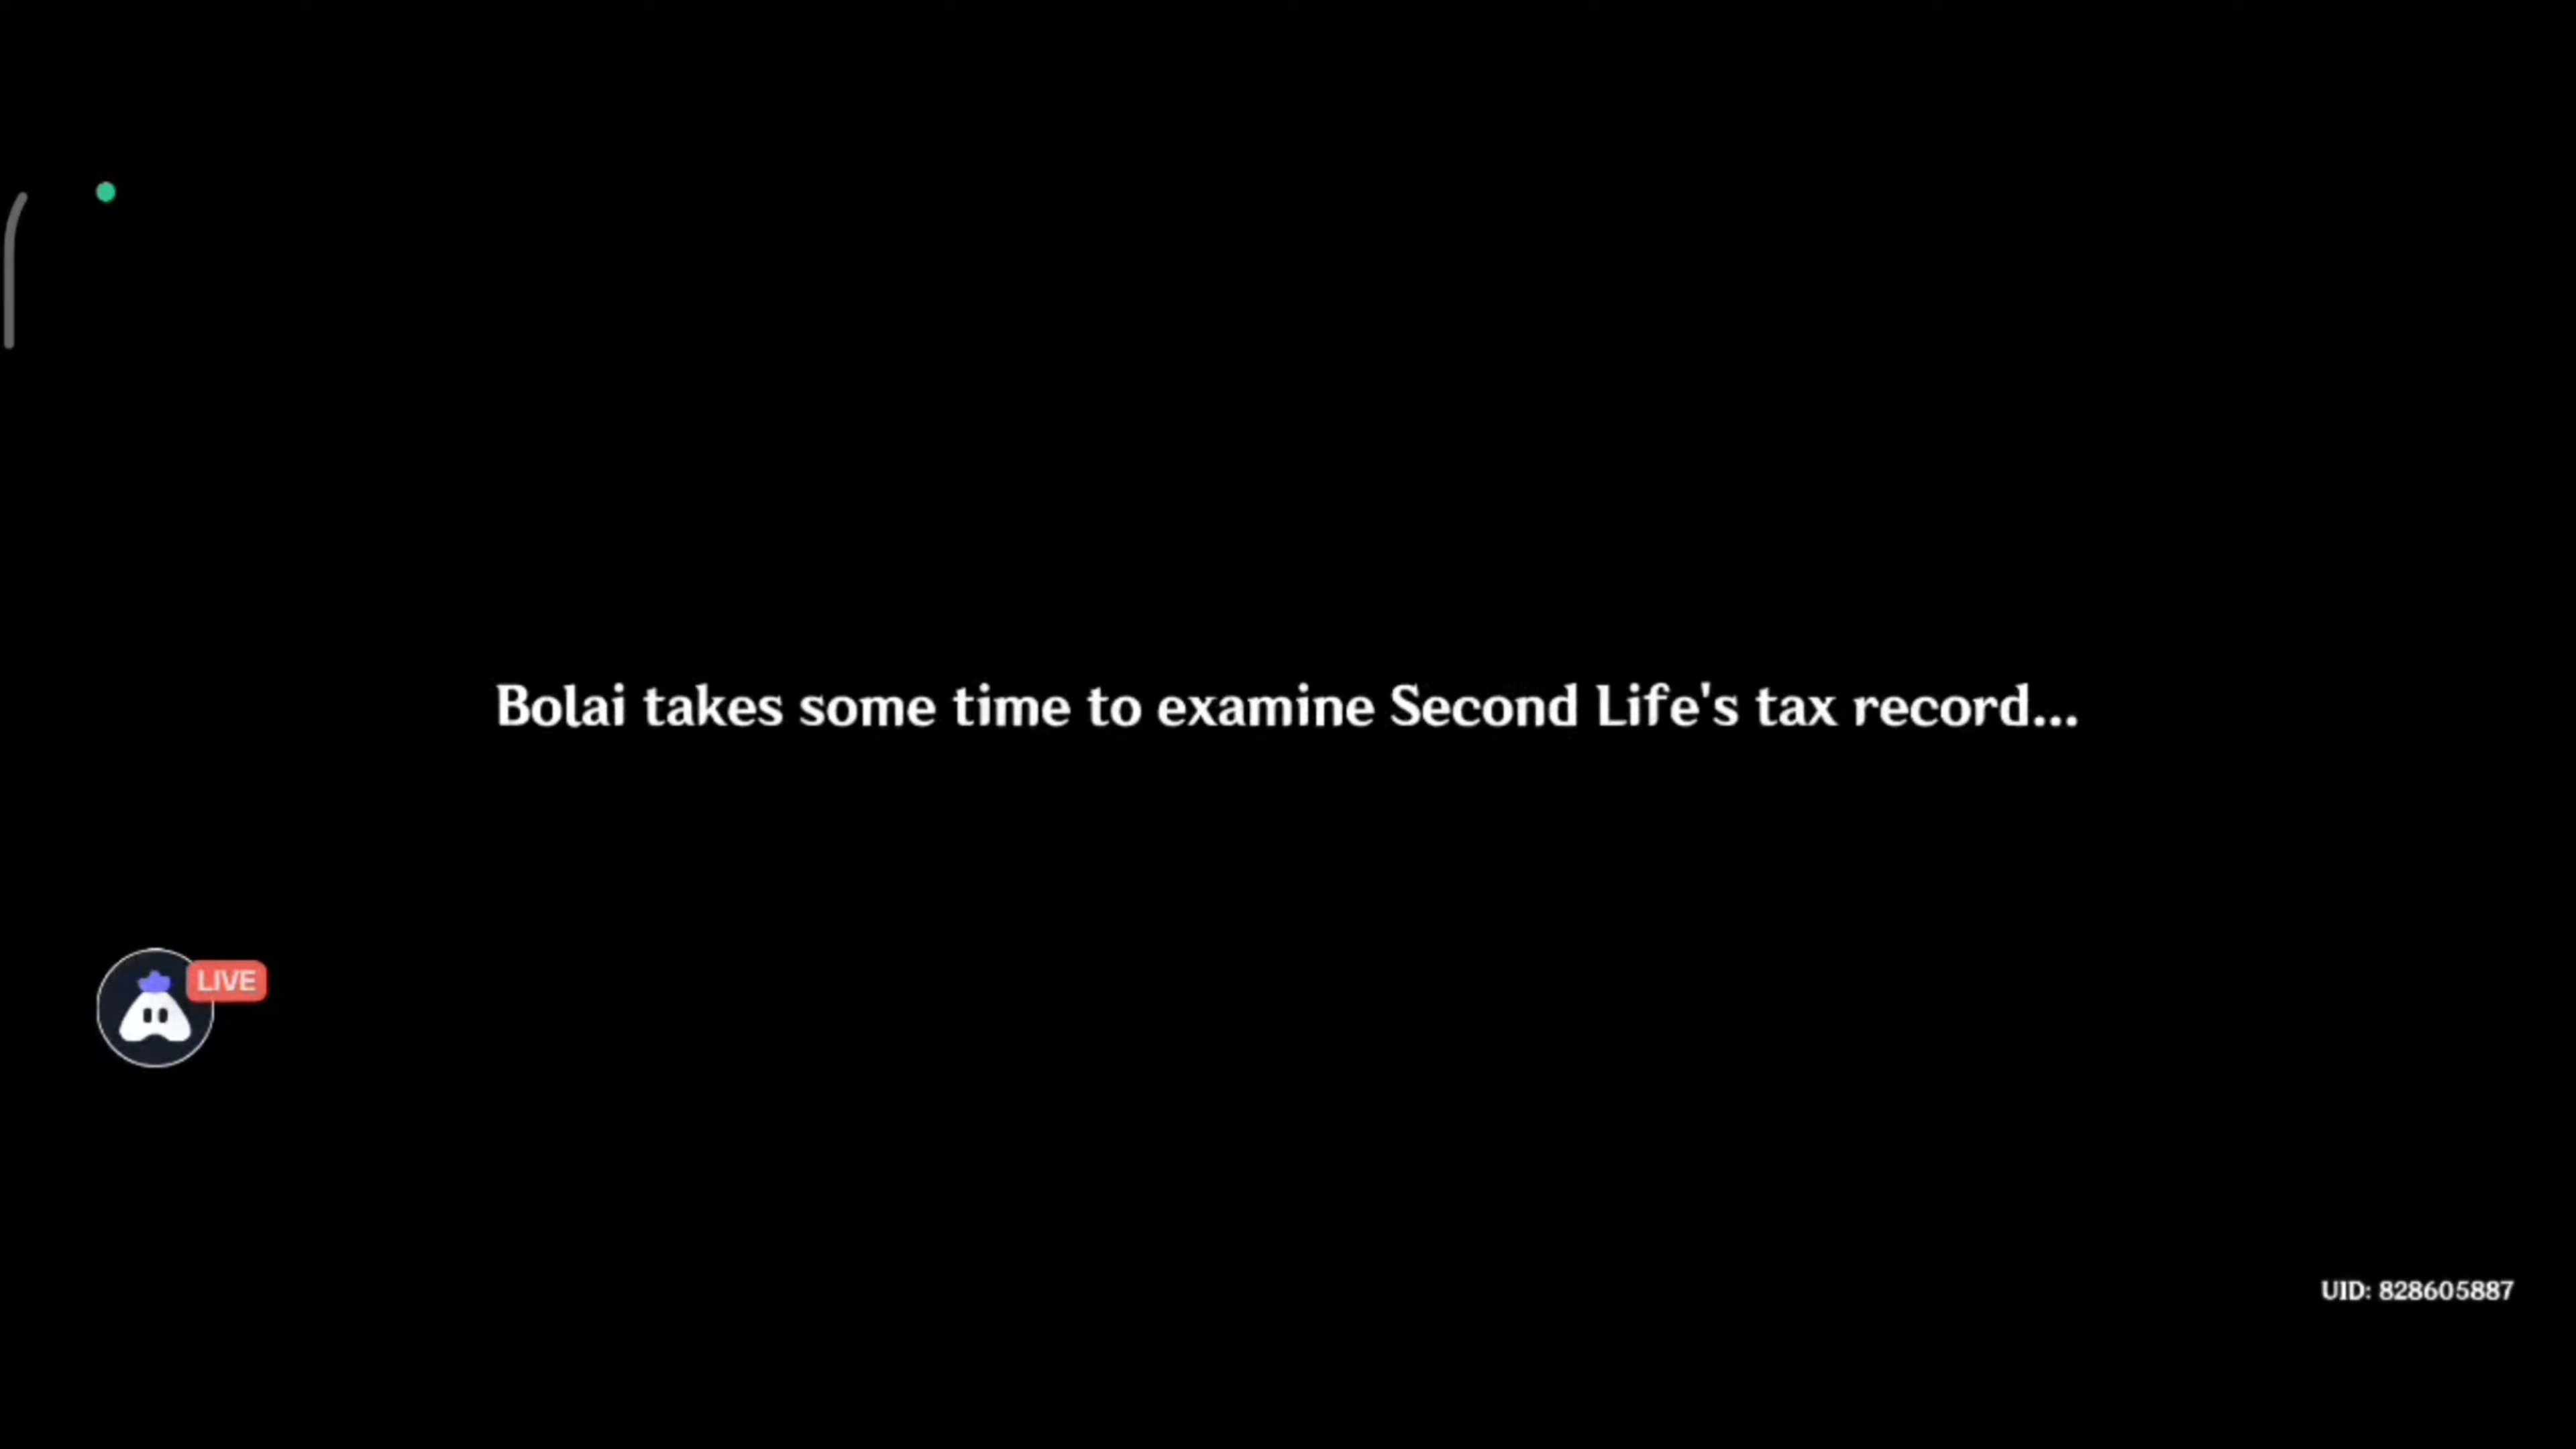 Bolai takes some time to examine Second Life's tax record...
LIVE
UID: 828605887